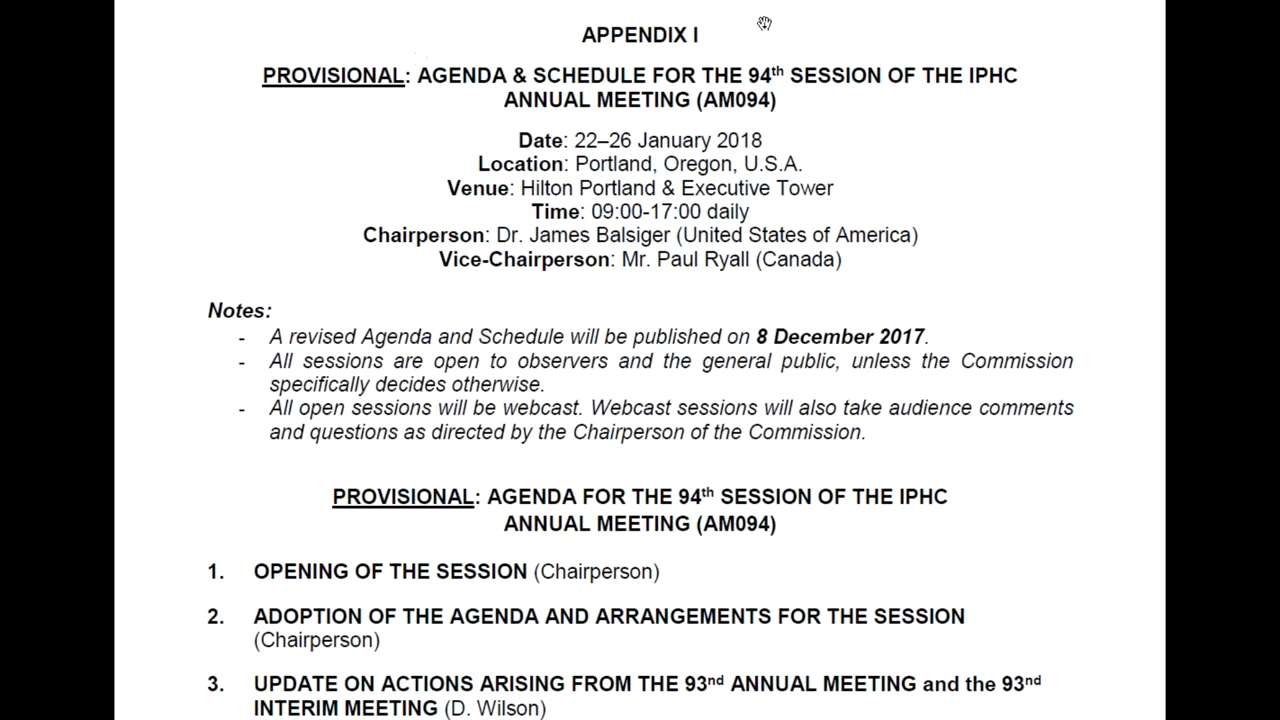 APPENDIX I
PROVISIONAL: AGENDA & SCHEDULE FOR THE 94th SESSION OF THE IPHC
ANNUAL MEETING (AM094)
Date: 22–26 January 2018
Location: Portland, Oregon, U.S.A.
Venue: Hilton Portland & Executive Tower
Time: 09:00-17:00 daily
Chairperson: Dr. James Balsiger (United States of America)
Vice-Chairperson: Mr. Paul Ryall (Canada)
Notes:
- A revised Agenda and Schedule will be published on 8 December 2017.
- All sessions are open to observers and the general public, unless the Commission
specifically decides otherwise.
- All open sessions will be webcast. Webcast sessions will also take audience comments
and questions as directed by the Chairperson of the Commission.
PROVISIONAL: AGENDA FOR THE 94th SESSION OF THE IPHC
ANNUAL MEETING (AM094)
1. OPENING OF THE SESSION (Chairperson)
2. ADOPTION OF THE AGENDA AND ARRANGEMENTS FOR THE SESSION
(Chairperson)
3. UPDATE ON ACTIONS ARISING FROM THE 93nd ANNUAL MEETING and the 93nd
INTERIM MEETING (D. Wilson)